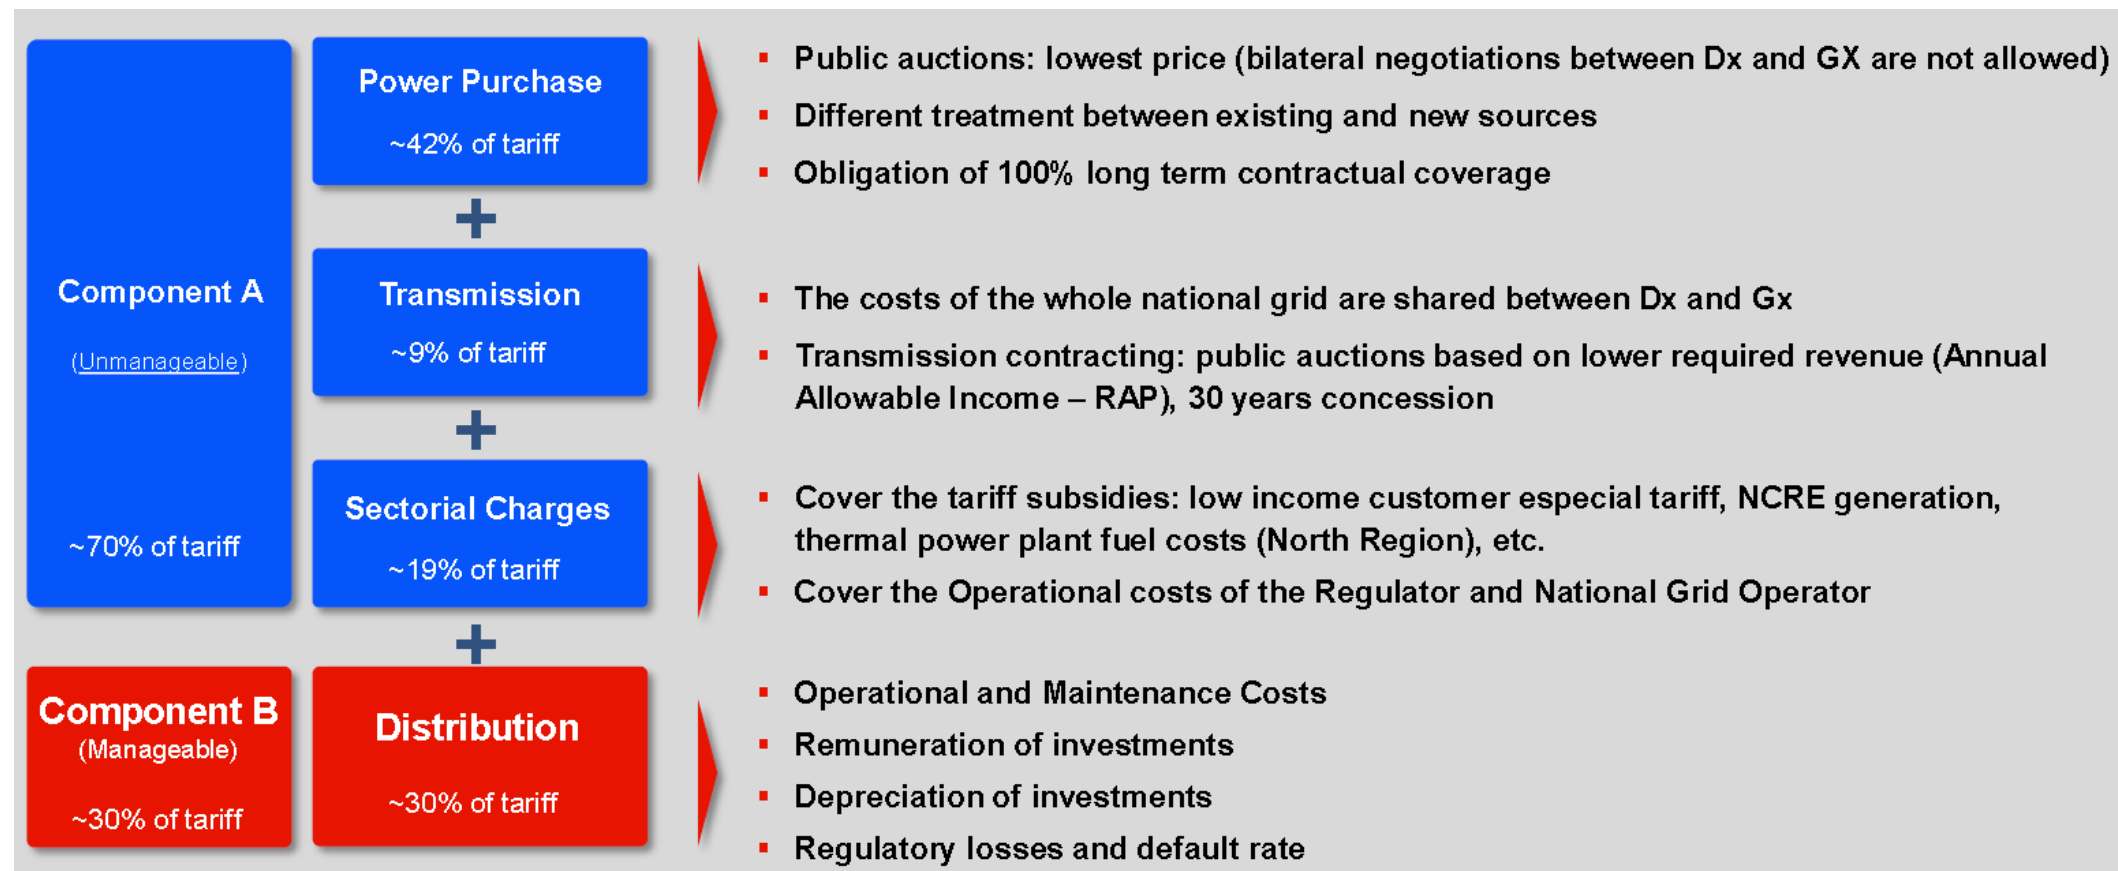 Component A
(Unmanageable)
~70% of tariff
Power Purchase
~42% of tariff
▪ Public auctions: lowest price (bilateral negotiations between Dx and GX are not allowed)
▪ Different treatment between existing and new sources
▪ Obligation of 100% long term contractual coverage
+
Transmission
~9% of tariff
▪ The costs of the whole national grid are shared between Dx and Gx
▪ Transmission contracting: public auctions based on lower required revenue (Annual
Allowable Income – RAP), 30 years concession
+
Sectorial Charges
~19% of tariff
▪ Cover the tariff subsidies: low income customer especial tariff, NCRE generation,
thermal power plant fuel costs (North Region), etc.
▪ Cover the Operational costs of the Regulator and National Grid Operator
+
Component B
(Manageable)
~30% of tariff
Distribution
~30% of tariff
▪ Operational and Maintenance Costs
▪ Remuneration of investments
▪ Depreciation of investments
▪ Regulatory losses and default rate